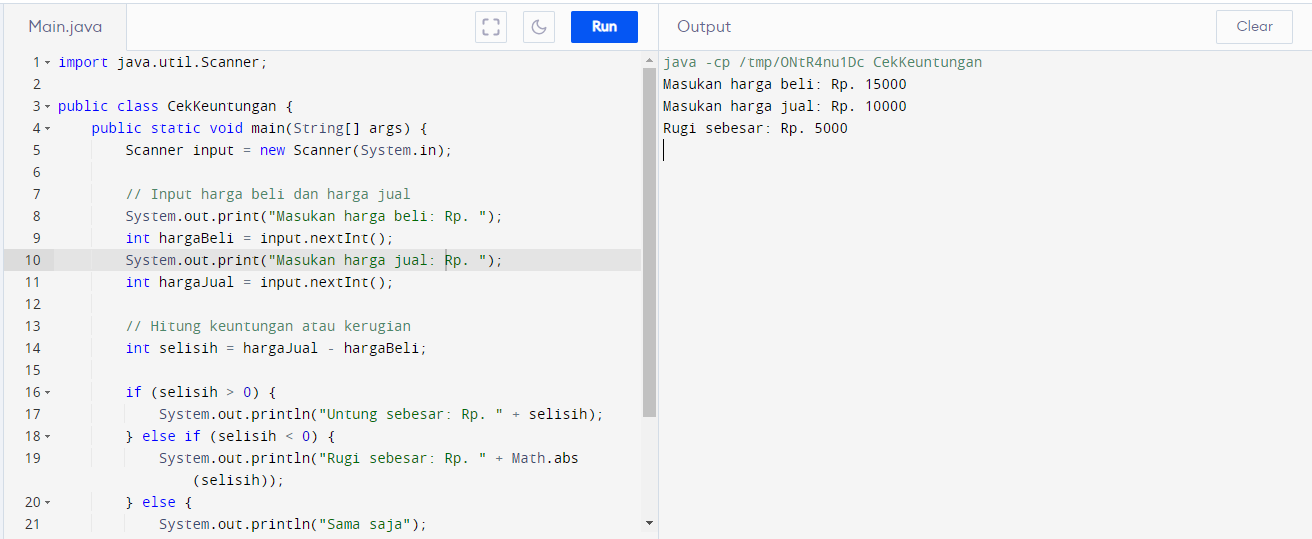 Main.java
Run
Output
Clear
1 import java.util.Scanner;
2
3 public class CekKeuntungan {
4 public static void main(String[] args) {
5 Scanner input = new Scanner(System.in);
6
7 // Input harga beli dan harga jual
8 System.out.print("Masukan harga beli: Rp. ");
9 int hargaBeli = input.nextInt();
10 System.out.print("Masukan harga jual: Rp. ");
11 int hargaJual = input.nextInt();
12
13 // Hitung keuntungan atau kerugian
14 int selisih = hargaJual - hargaBeli;
15
16 if (selisih > 0) {
17 System.out.println("Untung sebesar: Rp. " + selisih);
18 } else if (selisih < 0) {
19 System.out.println("Rugi sebesar: Rp. " + Math.abs
(selisih));
20 } else {
21 System.out.println("Sama saja");
java -cp /tmp/ONtR4nu1Dc CekKeuntungan
Masukan harga beli: Rp. 15000
Masukan harga jual: Rp. 10000
Rugi sebesar: Rp. 5000